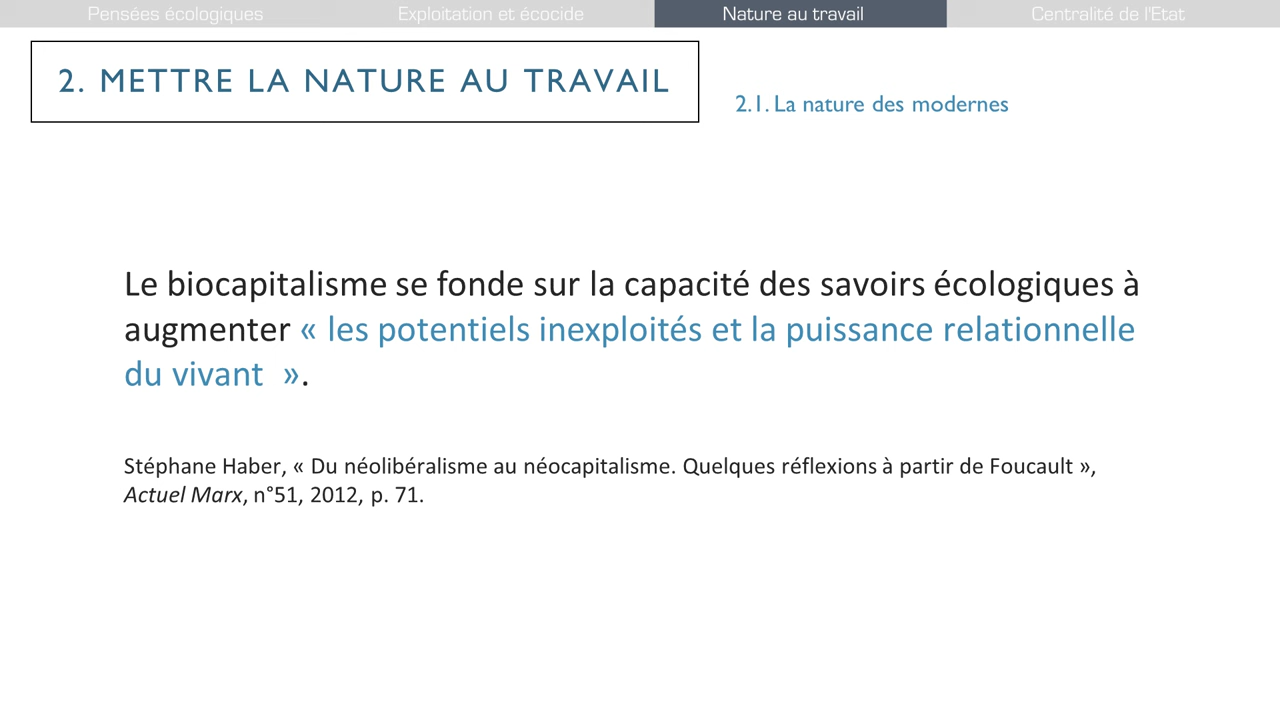 Pensées écologiques
Exploitation et écocide
Nature au travail
Centralité de l'Etat
2. METTRE LA NATURE AU TRAVAIL
2.1. La nature des modernes
Le biocapitalisme se fonde sur la capacité des savoirs écologiques à
augmenter « les potentiels inexploités et la puissance relationnelle
du vivant ».
Stéphane Haber, « Du néolibéralisme au néocapitalisme. Quelques réflexions à partir de Foucault »,
Actuel Marx, n°51, 2012, p. 71.